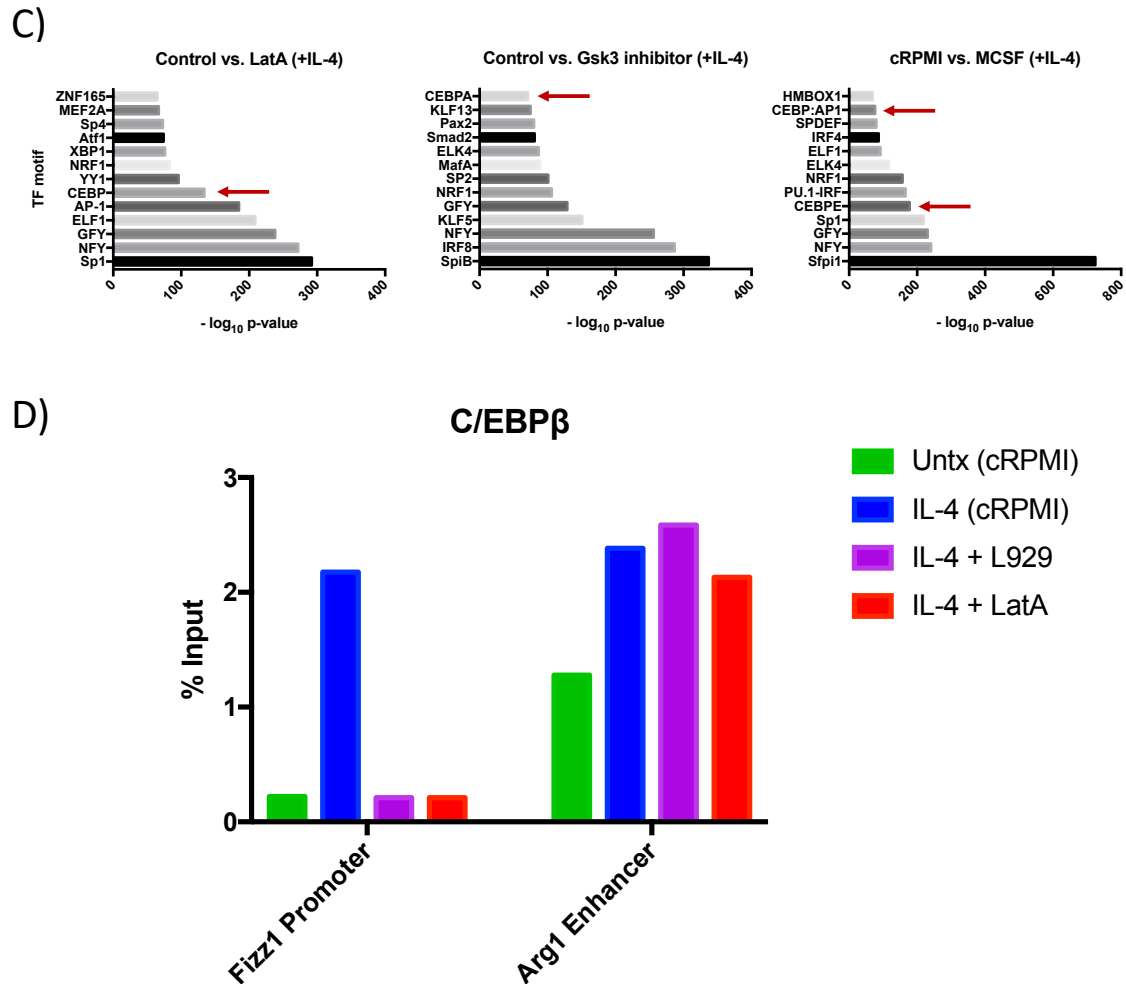 C)
Control vs. LatA (+IL-4)
TF motif
ZNF165
MEF2A
Sp4
Atf1
XBP1
NRF1
YY1
CEBP
AP-1
ELF1
GFY
NFY
Sp1
0
100
200
300
400
- log10 p-value
Control vs. Gsk3 inhibitor (+IL-4)
CEBPA
KLF13
Pax2
Smad2
ELK4
MafA
SP2
NRF1
GFY
KLF5
NFY
IRF8
SpiB
0
100
200
300
400
- log10 p-value
cRPMI vs. MCSF (+IL-4)
HMBOX1
CEBP:AP1
SPDEF
IRF4
ELF1
ELK4
NRF1
PU.1-IRF
CEBPE
Sp1
GFY
NFY
Sfpi1
0
200
400
600
800
- log10 p-value
D)
C/EBPβ
% Input
3
2
1
0
Fizz1 Promoter
Arg1 Enhancer
Untx (cRPMI)
IL-4 (cRPMI)
IL-4 + L929
IL-4 + LatA